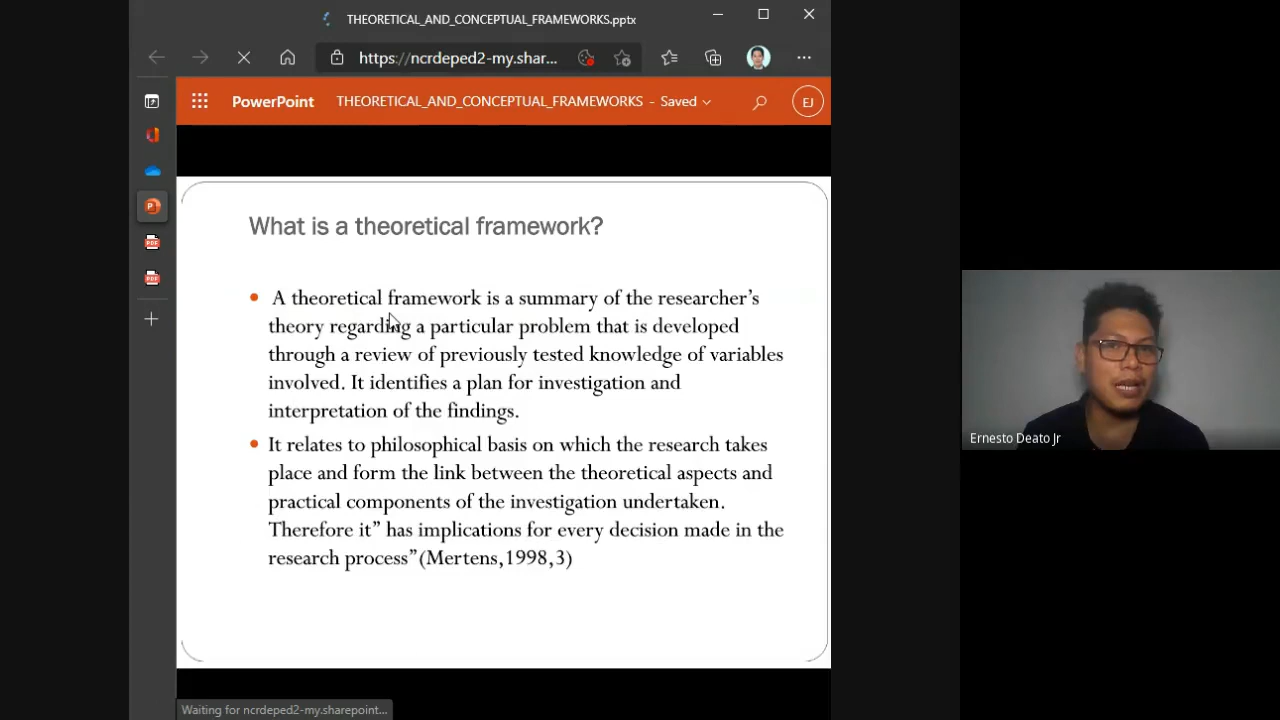 THEORETICAL_AND_CONCEPTUAL_FRAMEWORKS.pptx
https://ncrdeped2-my.shar...
PowerPoint THEORETICAL_AND_CONCEPTUAL_FRAMEWORKS - Saved
EJ
What is a theoretical framework?
A theoretical framework is a summary of the researcher's
theory regarding a particular problem that is developed
through a review of previously tested knowledge of variables
involved. It identifies a plan for investigation and
interpretation of the findings.
It relates to philosophical basis on which the research takes
place and form the link between the theoretical aspects and
practical components of the investigation undertaken.
Therefore it” has implications for every decision made in the
research process”(Mertens,1998,3)
Ernesto Deato Jr
Waiting for ncrdeped2-my.sharepoint...
P
PDF
PDF